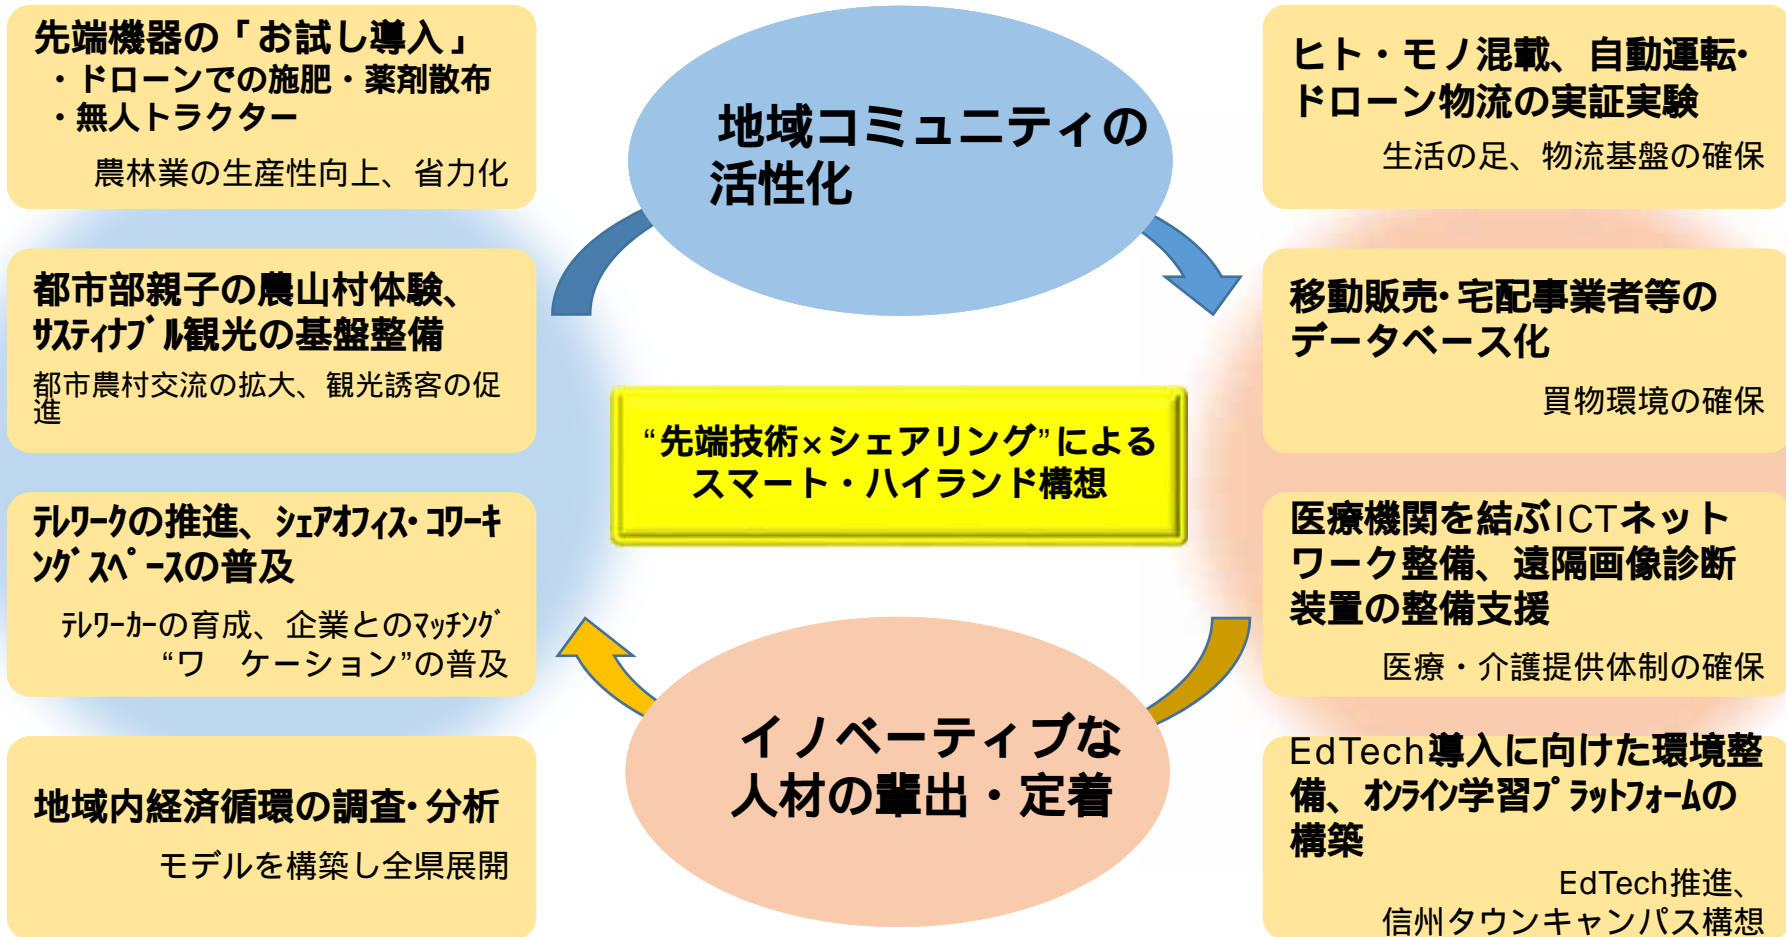 先端機器の「お試し導入」
・ドローンでの施肥・薬剤散布
・無人トラクター
農林業の生産性向上、省力化
都市部親子の農山村体験、
ｻｽﾃｨﾅﾌﾞﾙ観光の基盤整備
都市農村交流の拡大、観光誘客の促
進
ﾃﾚﾜｰｸの推進、ｼｪｱｵﾌｨｽ・ｺﾜｰｷ
ﾝｸﾞｽﾍﾟｰｽの普及
ﾃﾚﾜｰｶｰの育成、企業とのﾏｯﾁﾝｸﾞ
“ワ　ケーション”の普及
地域内経済循環の調査・分析
モデルを構築し全県展開
地域コミュニティの
活性化
“先端技術×シェアリング”による
スマート・ハイランド構想
イノベーティブな
人材の輩出・定着
ヒト・モノ混載、自動運転・
ドローン物流の実証実験
生活の足、物流基盤の確保
移動販売・宅配事業者等の
データベース化
買物環境の確保
医療機関を結ぶICTネット
ワーク整備、遠隔画像診断
装置の整備支援
医療・介護提供体制の確保
EdTech導入に向けた環境整
備、ｵﾝﾗｲﾝ学習ﾌﾟﾗｯﾄﾌｫｰﾑの
構築
EdTech推進、
信州タウンキャンパス構想